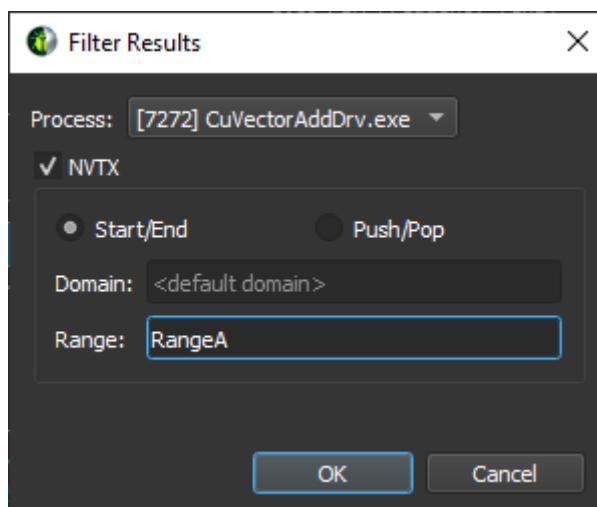 Filter Results
Process: [7272] CuVectorAddDrv.exe
NVTX
Start/End Push/Pop
Domain: <default domain>
Range: RangeA
OK Cancel